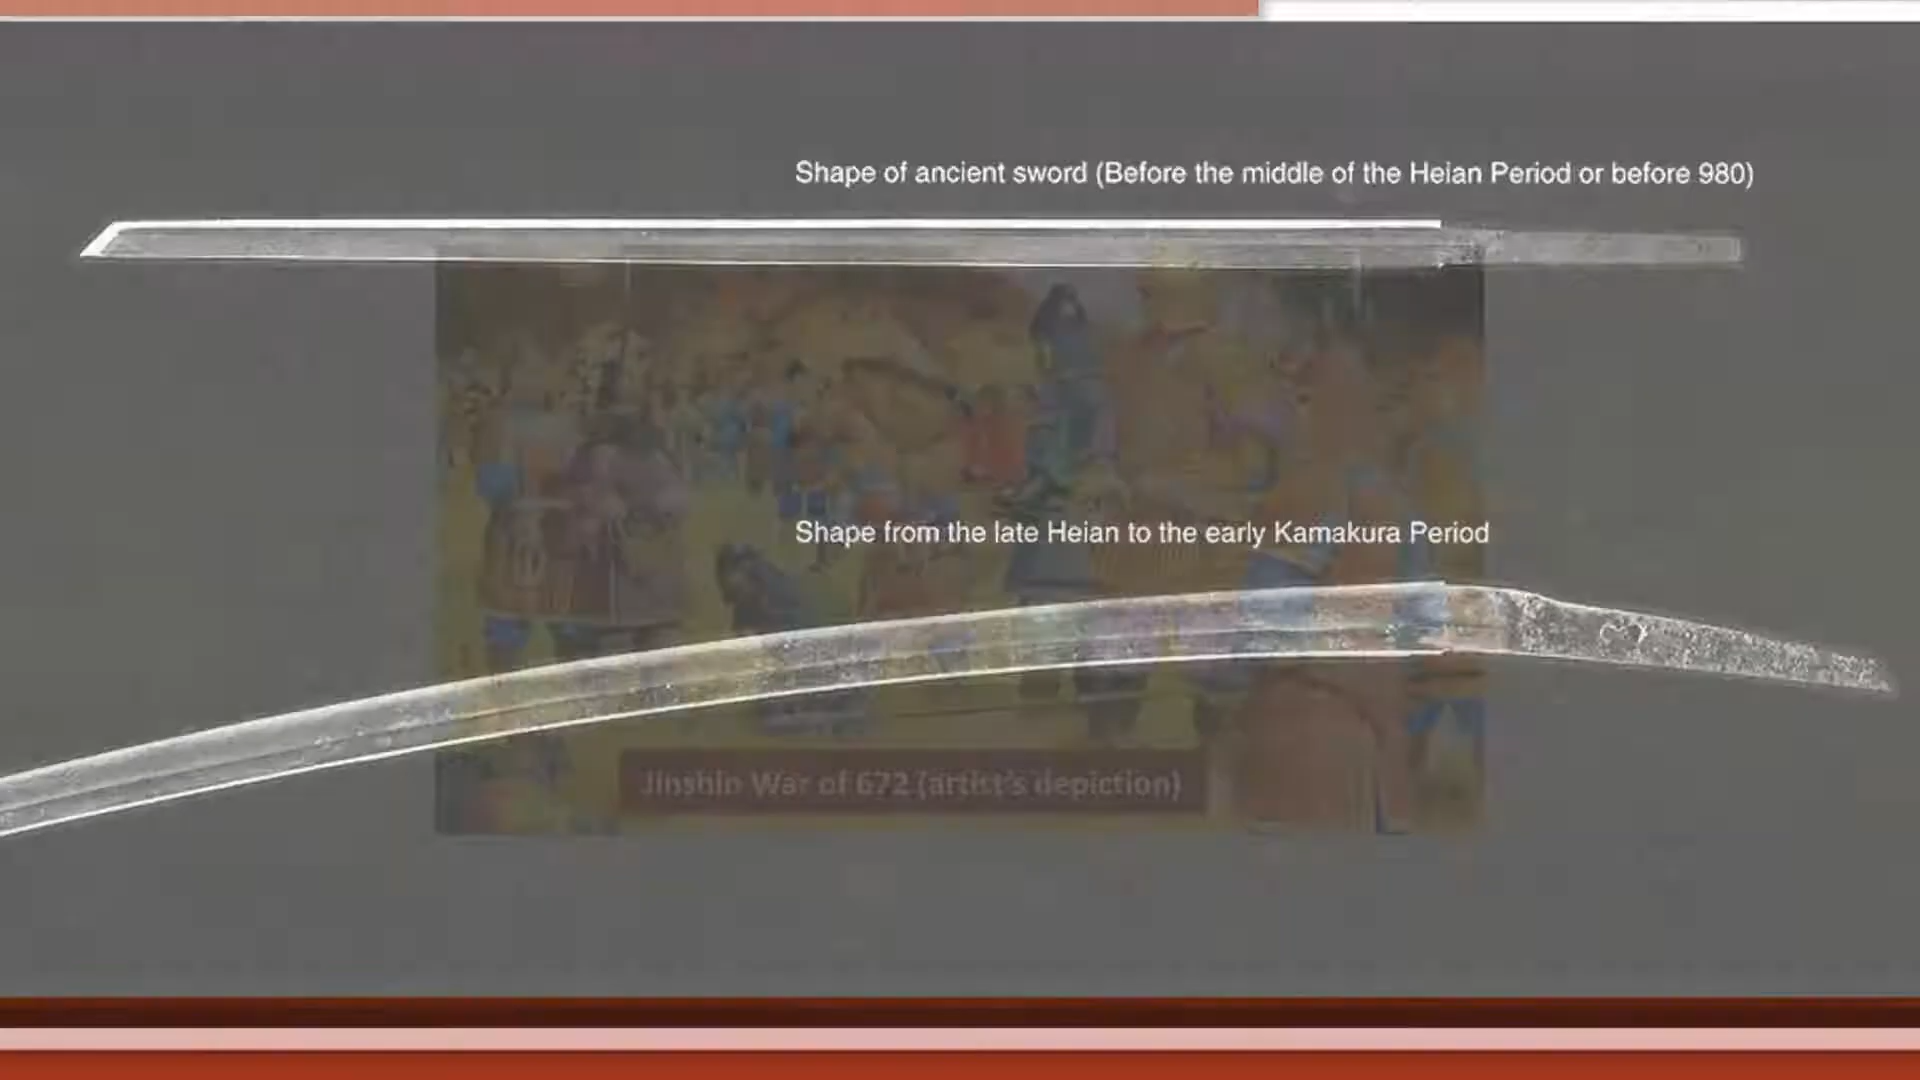 Shape of ancient sword (Before the middle of the Heian Period or before 980)
Shape from the late Heian to the early Kamakura Period
Jinshin War of 672 (artist's depiction)